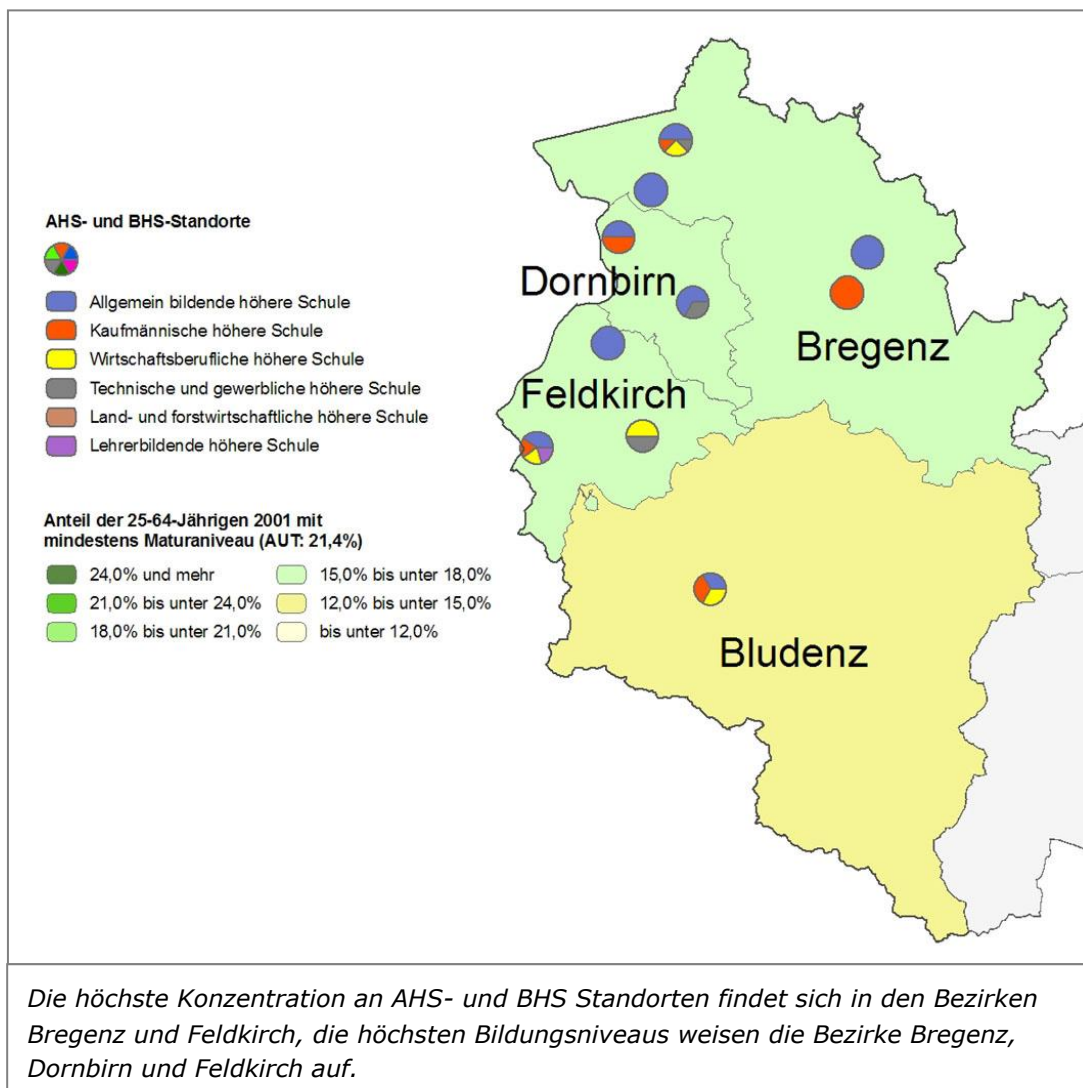 AHS- und BHS-Standorte
Allgemein bildende höhere Schule
Kaufmännische höhere Schule
Wirtschaftsberufliche höhere Schule
Technische und gewerbliche höhere Schule
Land- und forstwirtschaftliche höhere Schule
Lehrerbildende höhere Schule
Anteil der 25-64-Jährigen 2001 mit
mindestens Maturaniveau (AUT: 21,4%)
24,0% und mehr
21,0% bis unter 24,0%
18,0% bis unter 21,0%
15,0% bis unter 18,0%
12,0% bis unter 15,0%
bis unter 12,0%
Dornbirn
Bregenz
Feldkirch
Bludenz
Die höchste Konzentration an AHS- und BHS Standorten findet sich in den Bezirken
Bregenz und Feldkirch, die höchsten Bildungsniveaus weisen die Bezirke Bregenz,
Dornbirn und Feldkirch auf.